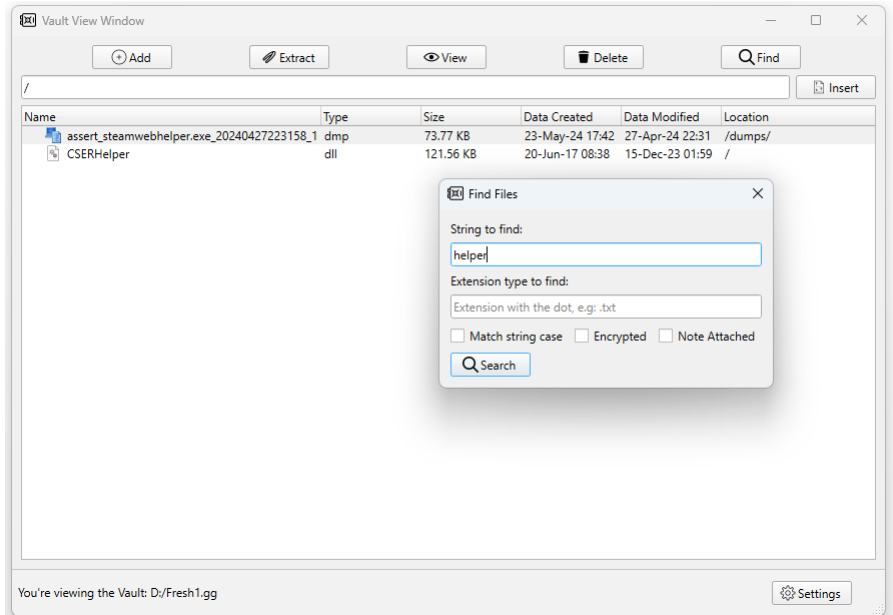 Vault View Window
Add Extract View Delete Find
/ Insert
Name Type Size Data Created Data Modified Location
assert_steamwebhelper.exe_20240427223158_1 dmp 73.77 KB 23-May-24 17:42 27-Apr-24 22:31 /dumps/
CSERHelper dll 121.56 KB 20-Jun-17 08:38 15-Dec-23 01:59 /
Find Files
String to find:
helper
Extension type to find:
Extension with the dot, e.g: .txt
Match string case Encrypted Note Attached
Search
You're viewing the Vault: D:/Fresh1.gg Settings